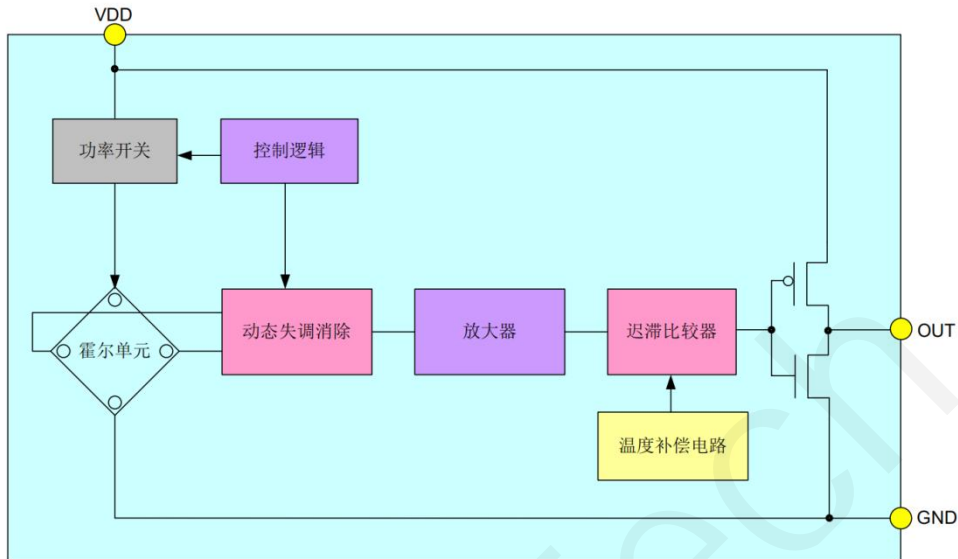 VDD
功率开关
控制逻辑
霍尔单元
动态失调消除
放大器
迟滞比较器
OUT
温度补偿电路
GND